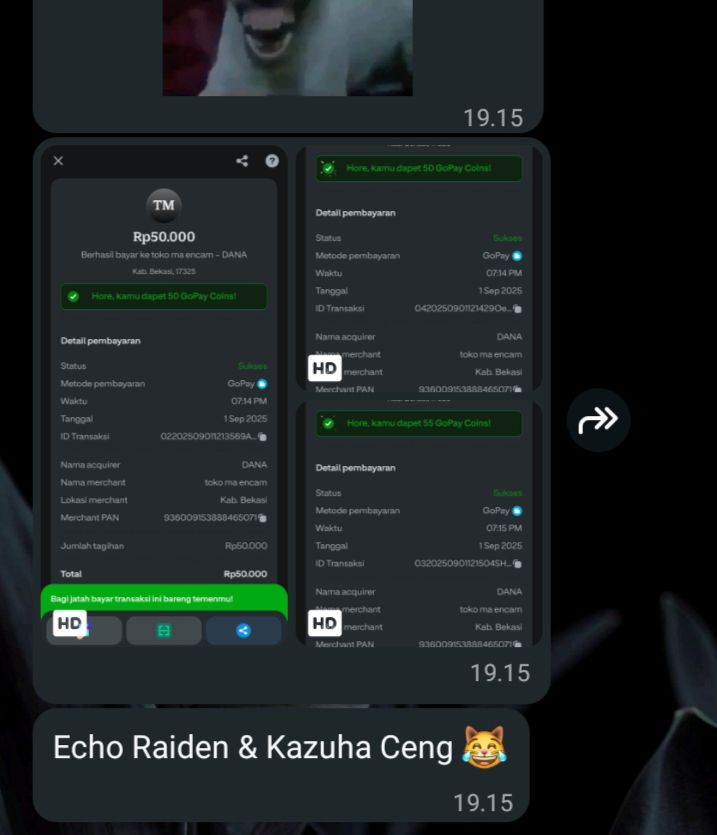 19.15
TM
Rp50.000
Berhasil bayar ke toko ma encam - DANA
Kab. Bekasi, 17325
Hore, kamu dapet 50 GoPay Coins!
Detail pembayaran
Status Sukses
Metode pembayaran GoPay
Waktu 07:14 PM
Tanggal 1 Sep 2025
ID Transaksi 02202509011213569A...
Nama acquirer DANA
Nama merchant toko ma encam
Lokasi merchant Kab. Bekasi
Merchant PAN 936009153888465071
Jumlah tagihan Rp50.000
Total Rp50.000
Bagi jatah bayar transaksi ini bareng temenmu!
HD
Hore, kamu dapet 50 GoPay Coins!
Detail pembayaran
Status Sukses
Metode pembayaran GoPay
Waktu 07:14 PM
Tanggal 1 Sep 2025
ID Transaksi 0420250901121429Oe...
Nama acquirer DANA
Nama merchant toko ma encam
HD merchant Kab. Bekasi
Merchant PAN 936009153888465071
Hore, kamu dapet 55 GoPay Coins!
Detail pembayaran
Status Sukses
Metode pembayaran GoPay
Waktu 07:15 PM
Tanggal 1 Sep 2025
ID Transaksi 0320250901121504SH...
Nama acquirer DANA
Nama merchant toko ma encam
HD merchant Kab. Bekasi
Merchant PAN 936009153888465071
19.15
Echo Raiden & Kazuha Ceng 😹
19.15